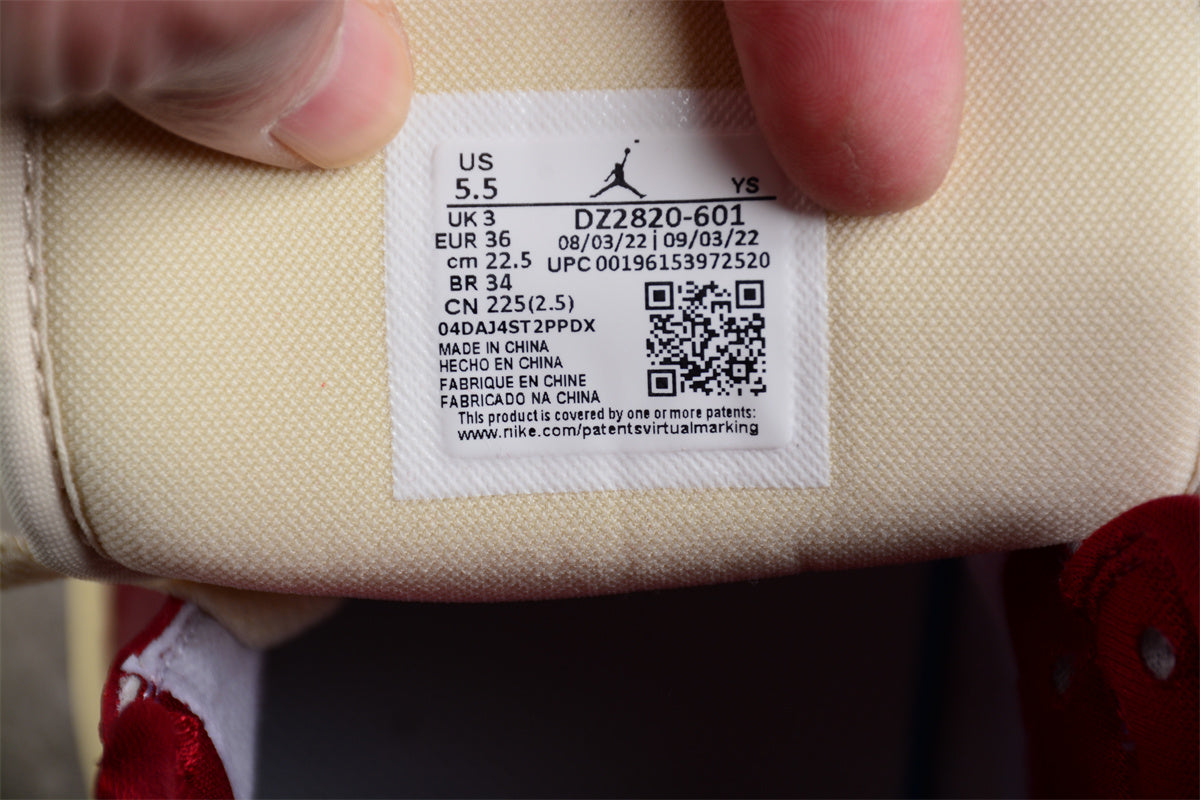 US
5.5
YS
UK 3
EUR 36
cm 22.5
BR 34
CN 225(2.5)
DZ2820-601
08/03/22 | 09/03/22
UPC 00196153972520
04DAJ4ST2PPDX
MADE IN CHINA
HECHO EN CHINA
FABRIQUE EN CHINE
FABRICADO NA CHINA
This product is covered by one or more patents:
www.nike.com/patentsvirtualmarking